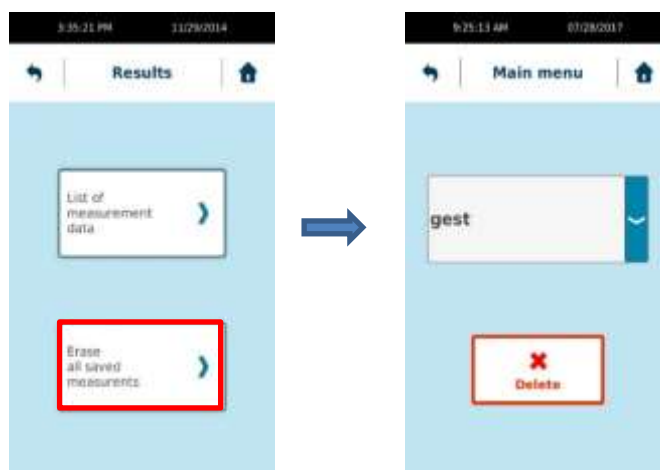 3:35:21 PM 11/29/2014
Results
List of
measurement
data
Erase
all saved
measurents
9:25:13 AM 07/28/2017
Main menu
gest
Delete